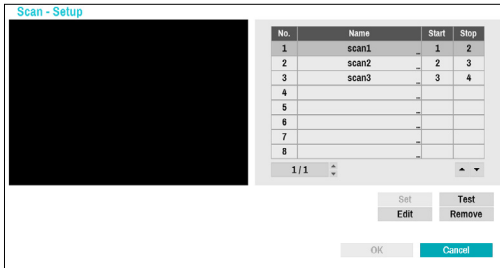 Scan - Setup
No. Name Start Stop
1 scan1 ... 1 2
2 scan2 ... 2 3
3 scan3 ... 3 4
4 ...
5 ...
6 ...
7 ...
8 ...
1 / 1
Set Test
Edit Remove
OK Cancel